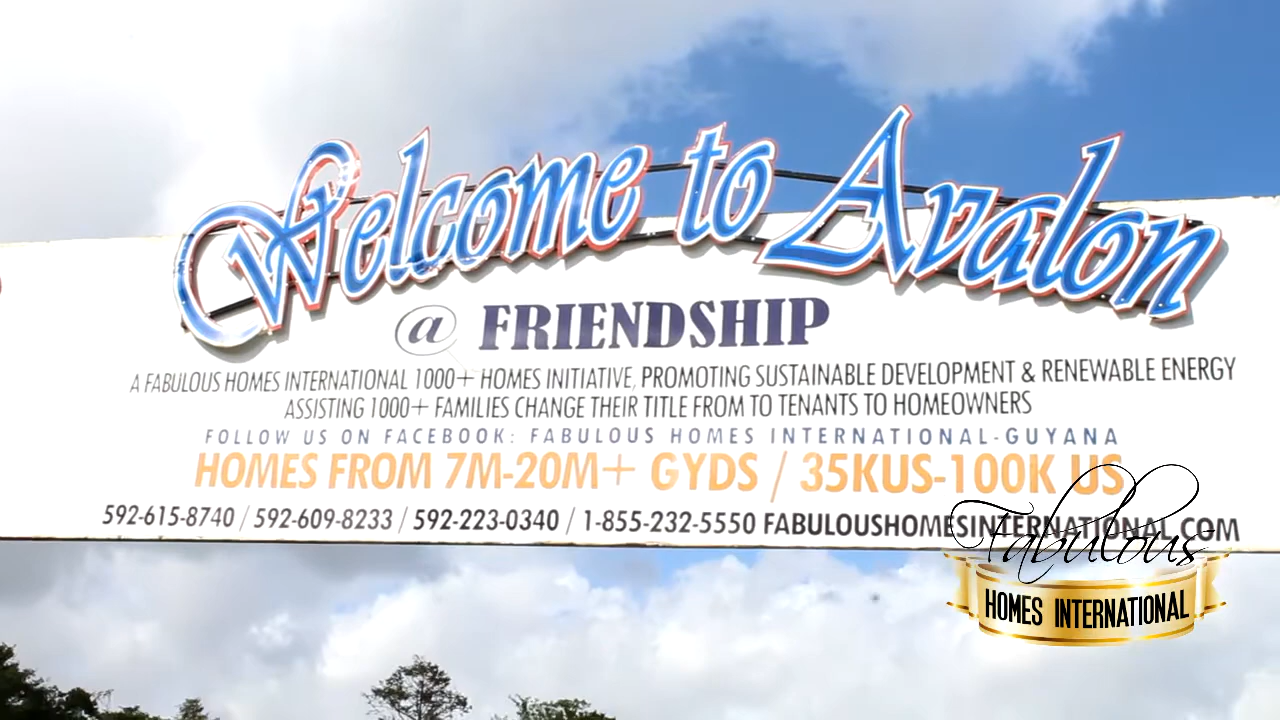 Welcome to Avalon
@ FRIENDSHIP
A FABULOUS HOMES INTERNATIONAL 1000+ HOMES INITIATIVE, PROMOTING SUSTAINABLE DEVELOPMENT & RENEWABLE ENERGY
ASSISTING 1000+ FAMILIES CHANGE THEIR TITLE FROM TO TENANTS TO HOMEOWNERS
FOLLOW US ON FACEBOOK: FABULOUS HOMES INTERNATIONAL-GUYANA
HOMES FROM 7M-20M+ GYDS / 35KUS-100K US
592-615-8740 / 592-609-8233 / 592-223-0340 / 1-855-232-5550 FABULOUSHOMESINTERNATIONAL.COM
Fabulous
HOMES INTERNATIONAL